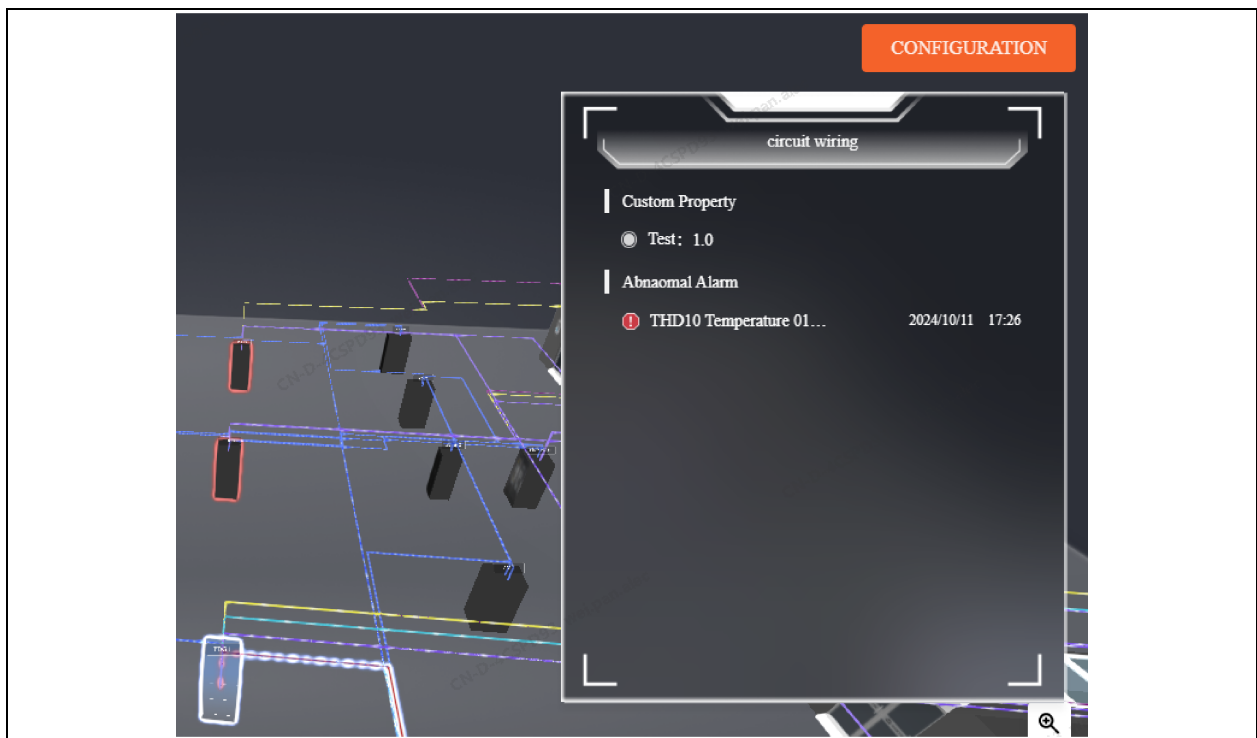 CONFIGURATION
circuit wiring
Custom Property
Test： 1.0
Abnaomal Alarm
THD10 Temperature 01... 2024/10/11 17:26